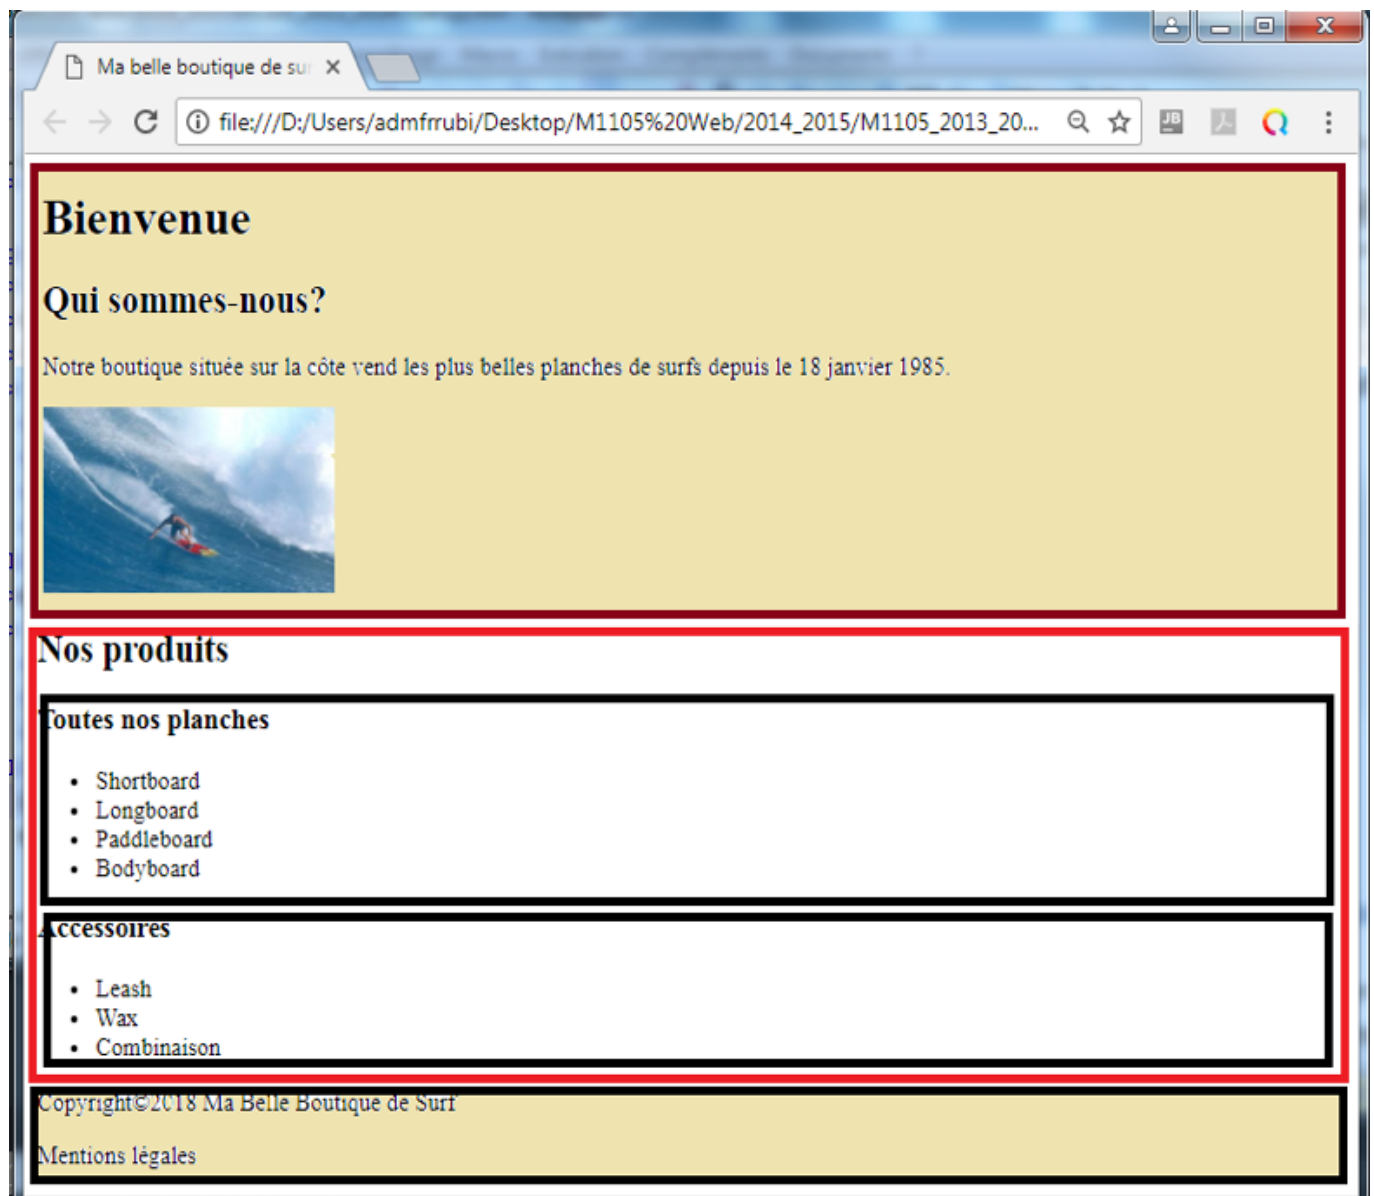 Ma belle boutique de sur
file:///D:/Users/admfrrubi/Desktop/M1105%20Web/2014_2015/M1105_2013_20...
JB
Bienvenue
Qui sommes-nous?
Notre boutique située sur la côte vend les plus belles planches de surfs depuis le 18 janvier 1985.
Nos produits
Toutes nos planches
• Shortboard
• Longboard
• Paddleboard
• Bodyboard
Accessoires
• Leash
• Wax
• Combinaison
Copyright©2018 Ma Belle Boutique de Surf
Mentions légales